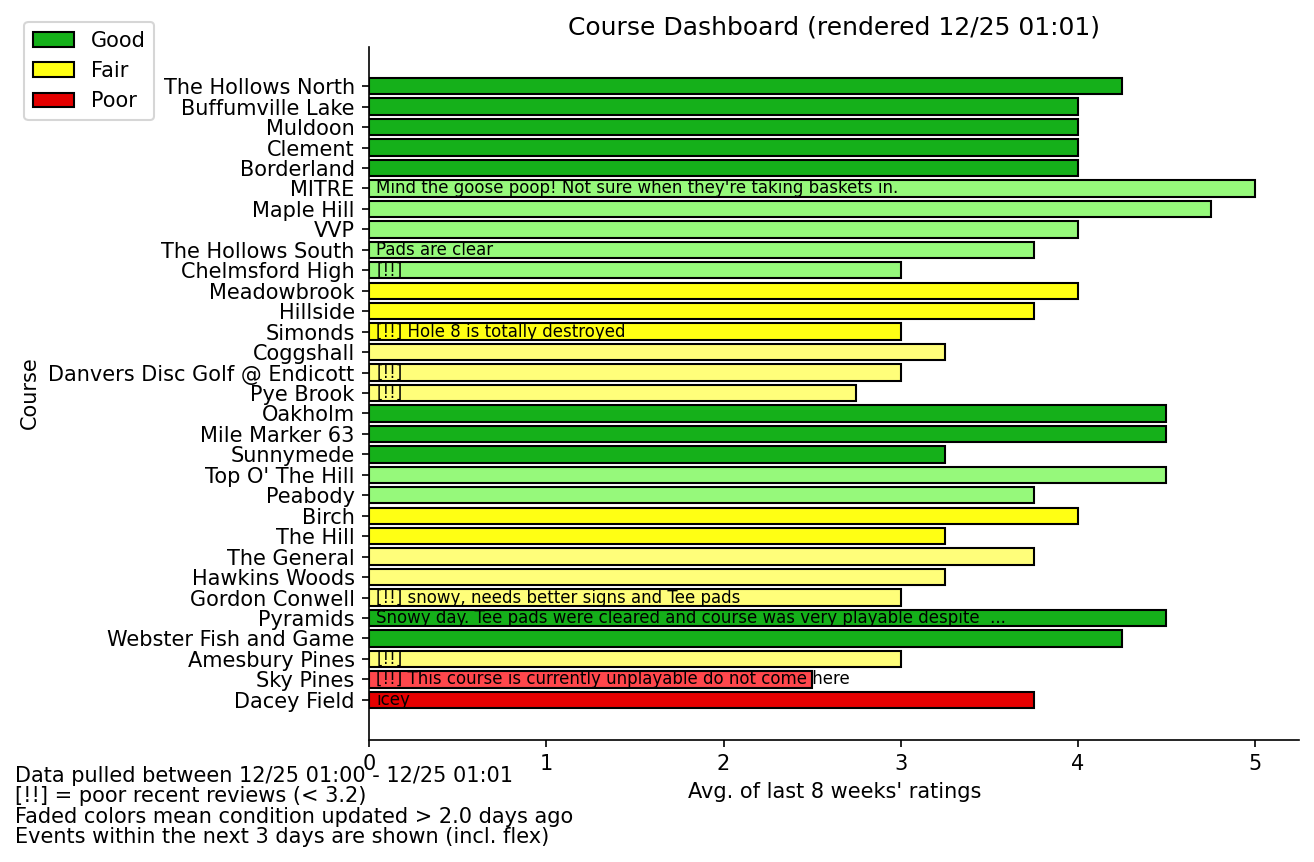 Course Dashboard (rendered 12/25 01:01)
Good
Fair
Poor
The Hollows North
Buffumville Lake
Muldoon
Clement
Borderland
MITRE Mind the goose poop! Not sure when they're taking baskets in.
Maple Hill
VVP
The Hollows South Pads are clear
Chelmsford High [!!]
Meadowbrook
Hillside
Simonds [!!] Hole 8 is totally destroyed
Coggshall
Danvers Disc Golf @ Endicott [!!]
Pye Brook [!!]
Oakholm
Mile Marker 63
Sunnymede
Top O' The Hill
Peabody
Birch
The Hill
The General
Hawkins Woods
Gordon Conwell [!!] snowy, needs better signs and Tee pads
Pyramids Snowy day. Tee pads were cleared and course was very playable despite ...
Webster Fish and Game
Amesbury Pines [!!]
Sky Pines [!!] This course is currently unplayable do not come here
Dacey Field icey
Course
0 1 2 3 4 5
Avg. of last 8 weeks' ratings
Data pulled between 12/25 01:00 - 12/25 01:01
[!!] = poor recent reviews (< 3.2)
Faded colors mean condition updated > 2.0 days ago
Events within the next 3 days are shown (incl. flex)